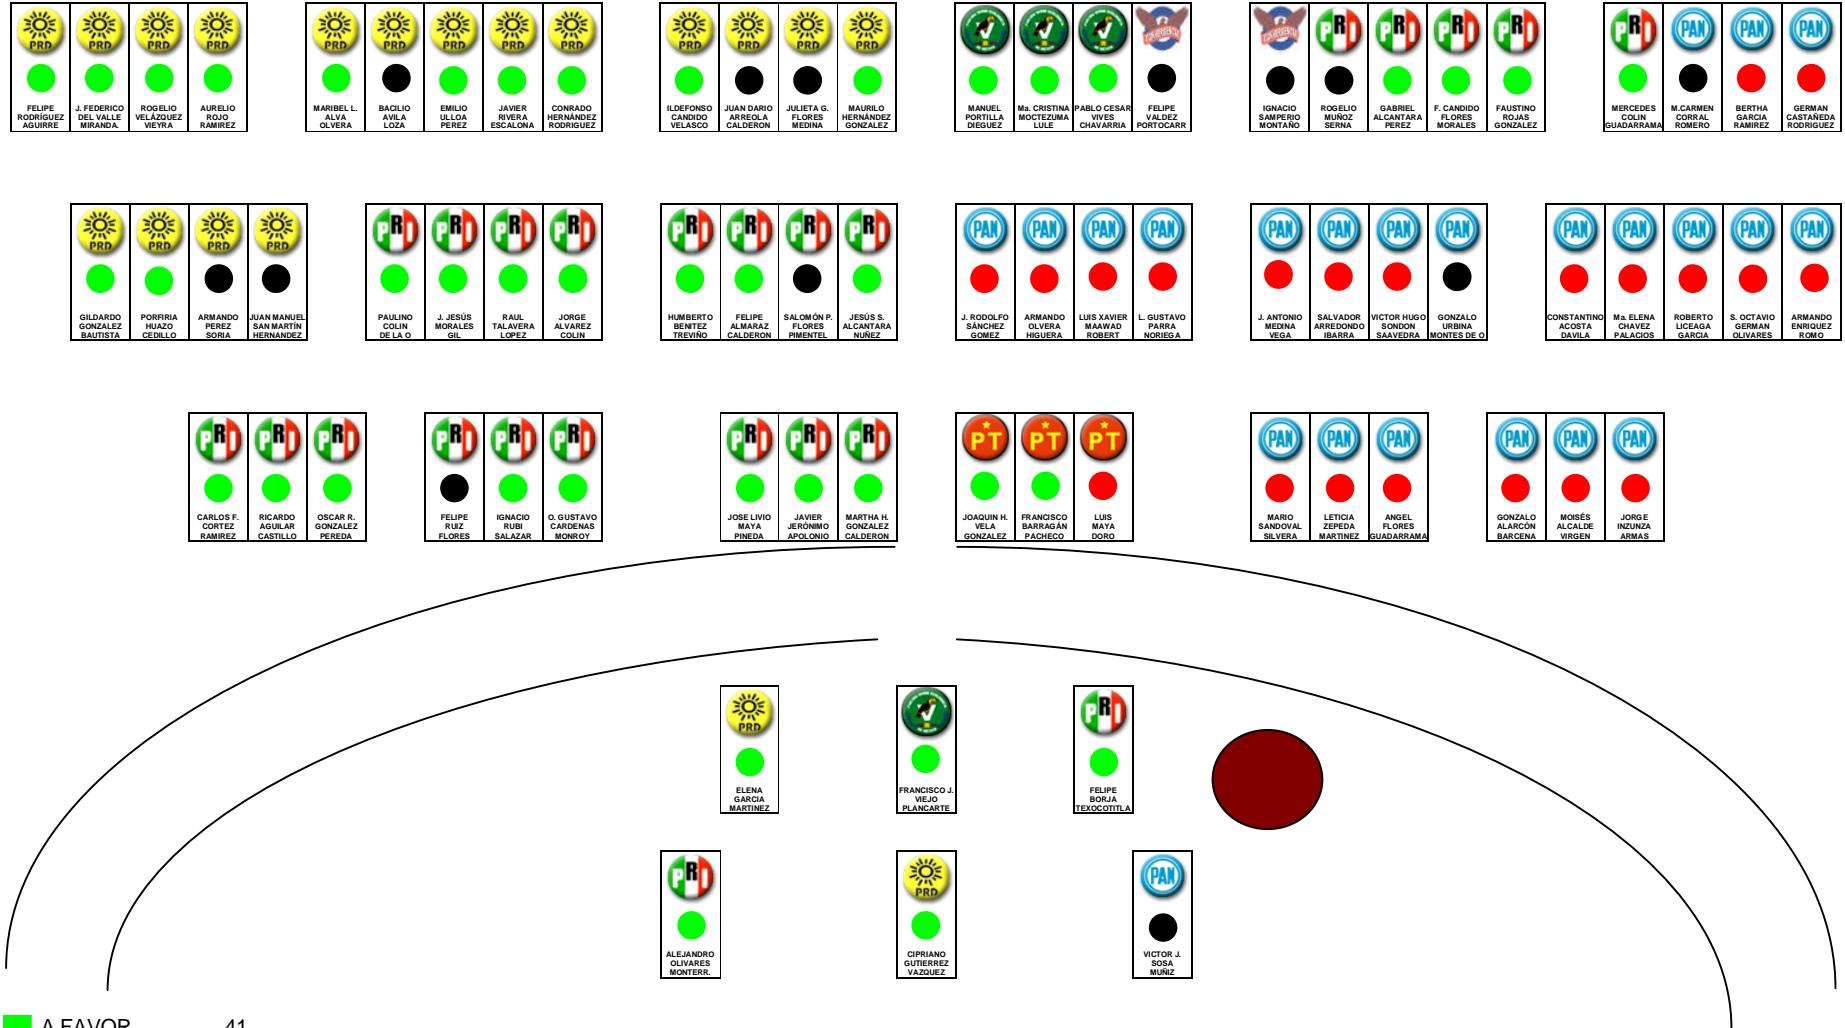 PRD PRD PRD PRD
FELIPE RODRÍGUEZ AGUIRRE
J. FEDERICO DEL VALLE MIRANDA.
ROGELIO VELÁZQUEZ VIEYRA
AURELIO ROJO RAMIREZ
PRD PRD PRD PRD PRD
MARIBEL L. ALVA OLVERA
BACILIO AVILA LOZA
EMILIO ULLOA PEREZ
JAVIER RIVERA ESCALONA
CONRADO HERNÁNDEZ RODRIGUEZ
PRD PRD PRD PRD
ILDEFONSO CANDIDO VELASCO
JUAN DARIO ARREOLA CALDERON
JULIETA G. FLORES MEDINA
MAURILO HERNÁNDEZ GONZALEZ
MANUEL PORTILLA DIEGUEZ
Ma. CRISTINA MOCTEZUMA LULE
PABLO CESAR VIVES CHAVARRIA
FELIPE VALDEZ PORTOCARR
PRI PRI PRI PRI
IGNACIO SAMPERIO MONTAÑO
ROGELIO MUÑOZ SERNA
GABRIEL ALCANTARA PEREZ
F. CANDIDO FLORES MORALES
FAUSTINO ROJAS GONZALEZ
PRI PAN PAN PAN
MERCEDES COLIN GUADARRAMA
M.CARMEN CORRAL ROMERO
BERTHA GARCIA RAMIREZ
GERMAN CASTAÑEDA RODRIGUEZ
PRD PRD PRD PRD
GILDARDO GONZALEZ BAUTISTA
PORFIRIA HUAZO CEDILLO
ARMANDO PEREZ SORIA
JUAN MANUEL SAN MARTÍN HERNANDEZ
PRI PRI PRI PRI
PAULINO COLIN DE LA O
J. JESÚS MORALES GIL
RAUL TALAVERA LOPEZ
JORGE ALVAREZ COLIN
PRI PRI PRI PRI
HUMBERTO BENITEZ TREVIÑO
FELIPE ALMARAZ CALDERON
SALOMÓN P. FLORES PIMENTEL
JESÚS S. ALCANTARA NUÑEZ
PAN PAN PAN PAN
J. RODOLFO SÁNCHEZ GOMEZ
ARMANDO OLVERA HIGUERA
LUIS XAVIER MAAWAD ROBERT
L. GUSTAVO PARRA NORIEGA
PAN PAN PAN PAN
J. ANTONIO MEDINA VEGA
SALVADOR ARREDONDO IBARRA
VICTOR HUGO SONDON SAAVEDRA
GONZALO URBINA MONTES DE O
PAN PAN PAN PAN PAN
CONSTANTINO ACOSTA DAVILA
Ma. ELENA CHAVEZ PALACIOS
ROBERTO LICEAGA GARCIA
S. OCTAVIO GERMAN OLIVARES
ARMANDO ENRIQUEZ ROMO
PRI PRI PRI
CARLOS F. CORTEZ RAMIREZ
RICARDO AGUILAR CASTILLO
OSCAR R. GONZALEZ PEREDA
PRI PRI PRI
FELIPE RUIZ FLORES
IGNACIO RUBI SALAZAR
O. GUSTAVO CARDENAS MONROY
PRI PRI PRI
JOSE LIVIO MAYA PINEDA
JAVIER JERÓNIMO APOLONIO
MARTHA H. GONZALEZ CALDERON
PT PT PT
JOAQUIN H. VELA GONZALEZ
FRANCISCO BARRAGÁN PACHECO
LUIS MAYA DORO
PAN PAN PAN
MARIO SANDOVAL SILVERA
LETICIA ZEPEDA MARTINEZ
ANGEL FLORES GUADARRAMA
PAN PAN PAN
GONZALO ALARCÓN BARCENA
MOISÉS ALCALDE VIRGEN
JORGE INZUNZA ARMAS
PRD
ELENA GARCIA MARTINEZ
FRANCISCO J. VIEJO PLANCARTE
PRI
FELIPE BORJA TEXOCOTITLA
PRI
ALEJANDRO OLIVARES MONTERR.
PRD
CIPRIANO GUTIERREZ VAZQUEZ
PAN
VICTOR J. SOSA MUÑIZ
A FAVOR 41